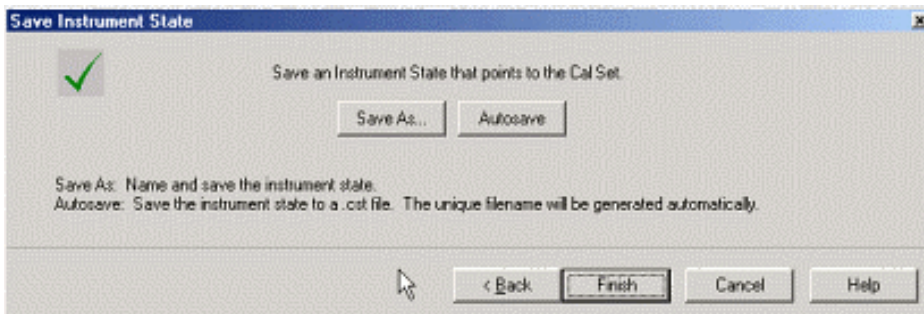 Save Instrument State
Save an Instrument State that points to the Cal Set.
Save As... Autosave
Save As: Name and save the instrument state.
Autosave: Save the instrument state to a .cst file. The unique filename will be generated automatically.
< Back Finish Cancel Help